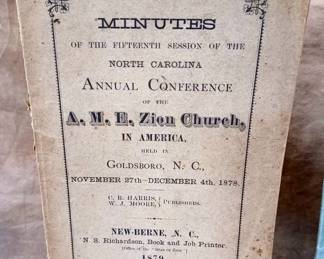 MINUTES
OF THE FIFTEENTH SESSION OF THE
NORTH CAROLINA
ANNUAL CONFERENCE
OF THE
A. M. E. Zion Church,
IN AMERICA,
HELD IN
GOLDSBORO, N. C.,
NOVEMBER 27th–DECEMBER 4th, 1878.
C. R. HARRIS, } PUBLISHERS.
W. J. MOORE, }
NEW-BERNE, N. C.,
N. S. Richardson, Book and Job Printer.
1879